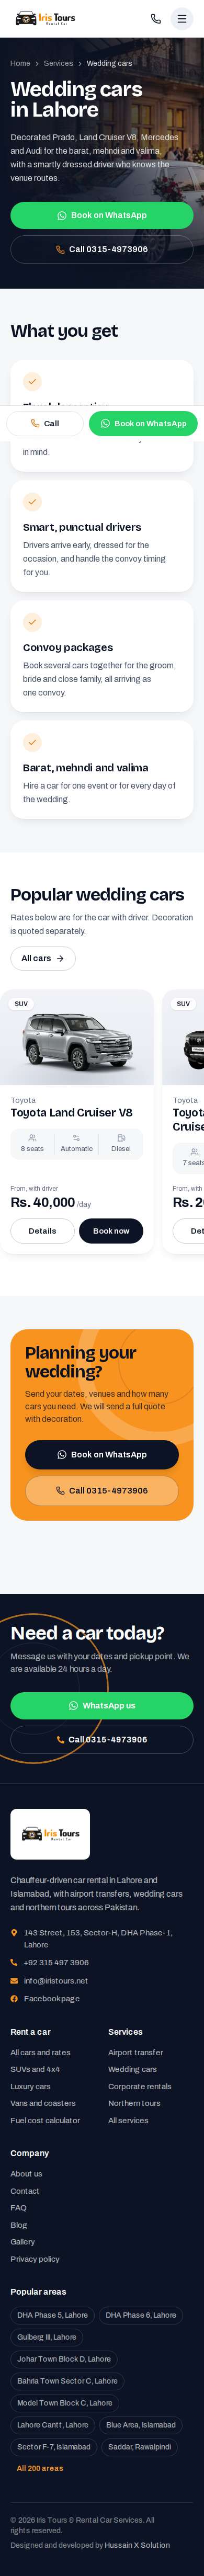 Iris Tours
Rental Car
Home > Services > Wedding cars
Wedding cars
in Lahore
Decorated Prado, Land Cruiser V8, Mercedes
and Audi for the barat, mehndi and valima,
with a smartly dressed driver who knows the
venue routes.
Book on WhatsApp
Call 0315-4973906
What you get
Call
Book on WhatsApp
in mind.
Smart, punctual drivers
Drivers arrive early, dressed for the
occasion, and handle the convoy timing
for you.
Convoy packages
Book several cars together for the groom,
bride and close family, all arriving as
one convoy.
Barat, mehndi and valima
Hire a car for one event or for every day of
the wedding.
Popular wedding cars
Rates below are for the car with driver. Decoration
is quoted separately.
All cars →
SUV
SUV
Toyota
Toyota Land Cruiser V8
8 seats
Automatic
Diesel
From, with driver
Rs. 40,000 /day
Details
Book now
Toyota
7 seats
From, with
Planning your
wedding?
Send your dates, venues and how many
cars you need. We will send a full quote
with decoration.
Book on WhatsApp
Call 0315-4973906
Need a car today?
Message us with your dates and pickup point. We
are available 24 hours a day.
WhatsApp us
Call 0315-4973906
Iris Tours
Rental Car
Chauffeur-driven car rental in Lahore and
Islamabad, with airport transfers, wedding cars
and northern tours across Pakistan.
143 Street, 153, Sector-H, DHA Phase-1,
Lahore
+92 315 497 3906
info@iristours.net
Facebook page
Rent a car
All cars and rates
SUVs and 4x4
Luxury cars
Vans and coasters
Fuel cost calculator
Services
Airport transfer
Wedding cars
Corporate rentals
Northern tours
All services
Company
About us
Contact
FAQ
Blog
Gallery
Privacy policy
Popular areas
DHA Phase 5, Lahore
DHA Phase 6, Lahore
Gulberg III, Lahore
Johar Town Block D, Lahore
Bahria Town Sector C, Lahore
Model Town Block C, Lahore
Lahore Cantt, Lahore
Blue Area, Islamabad
Sector F-7, Islamabad
Saddar, Rawalpindi
All 200 areas
© 2026 Iris Tours & Rental Car Services. All
rights reserved.
Designed and developed by Hussain X Solution